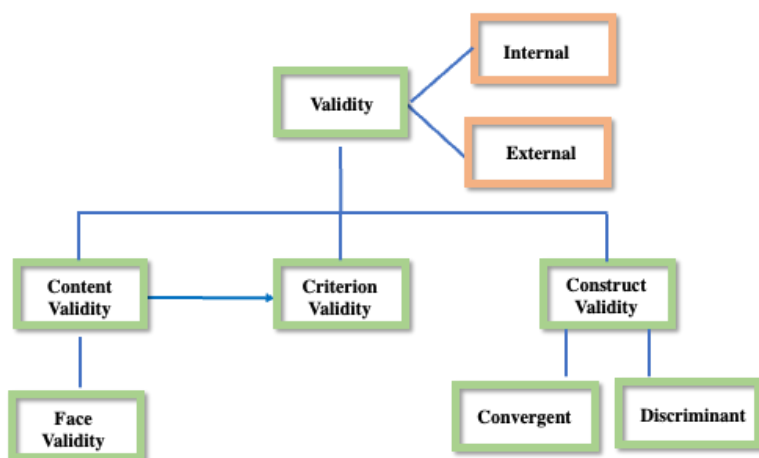 Internal
Validity
External
Content
Validity
Criterion
Validity
Construct
Validity
Face
Validity
Convergent
Discriminant